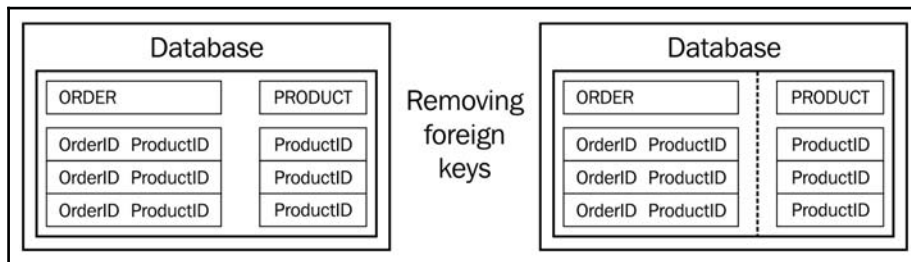 Database
ORDER
PRODUCT
OrderID ProductID
ProductID
OrderID ProductID
ProductID
OrderID ProductID
ProductID
Removing
foreign
keys
Database
ORDER
PRODUCT
OrderID ProductID
ProductID
OrderID ProductID
ProductID
OrderID ProductID
ProductID